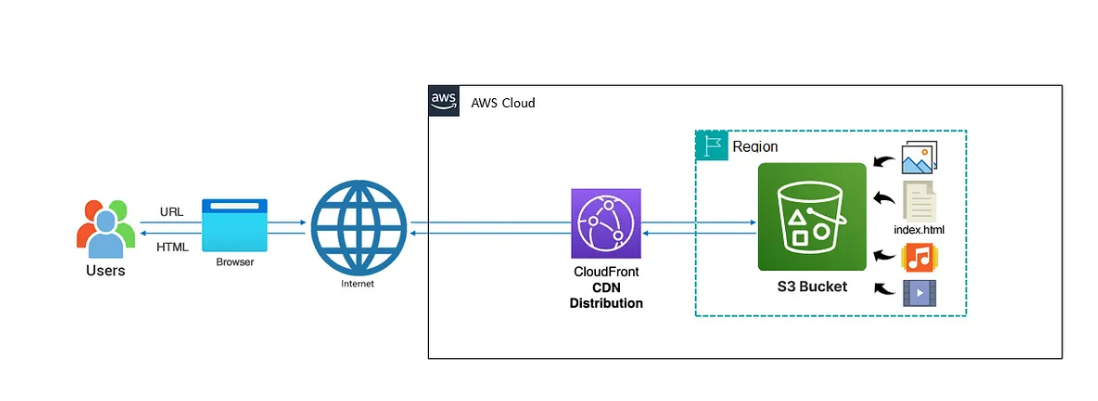 aws
AWS Cloud
Region
URL
HTML
Users
Browser
Internet
CloudFront
CDN
Distribution
S3 Bucket
index.html